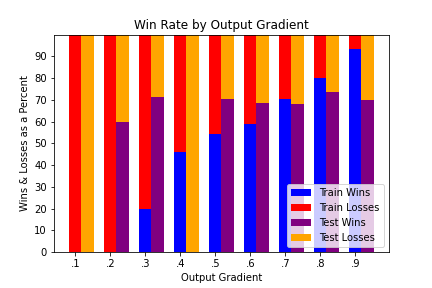 Win Rate by Output Gradient
Wins & Losses as a Percent
90
80
70
60
50
40
30
20
10
0
Train Wins
Train Losses
Test Wins
Test Losses
.1 .2 .3 .4 .5 .6 .7 .8 .9
Output Gradient